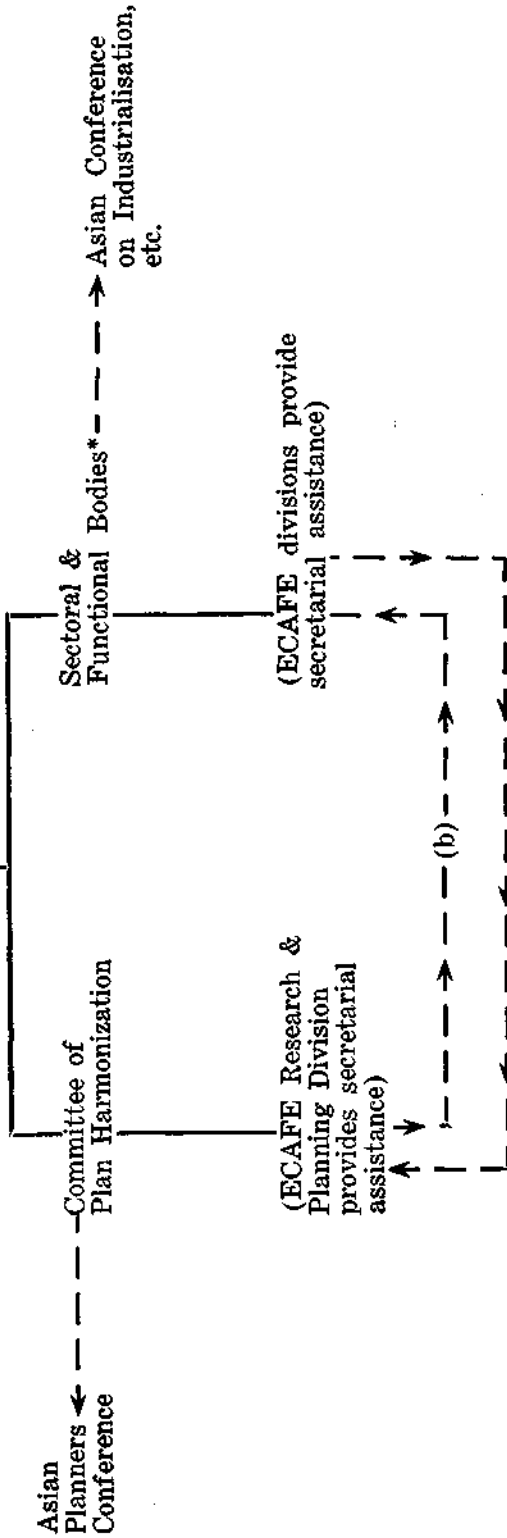 Asian
Planners
Conference
Committee of
Plan Harmonization
Sectoral &
Functional Bodies*
Asian Conference
on Industrialisation,
etc.
(ECAFE Research &
Planning Division
provides secretarial
assistance)
(ECAFE divisions provide
secretarial assistance)
(b)